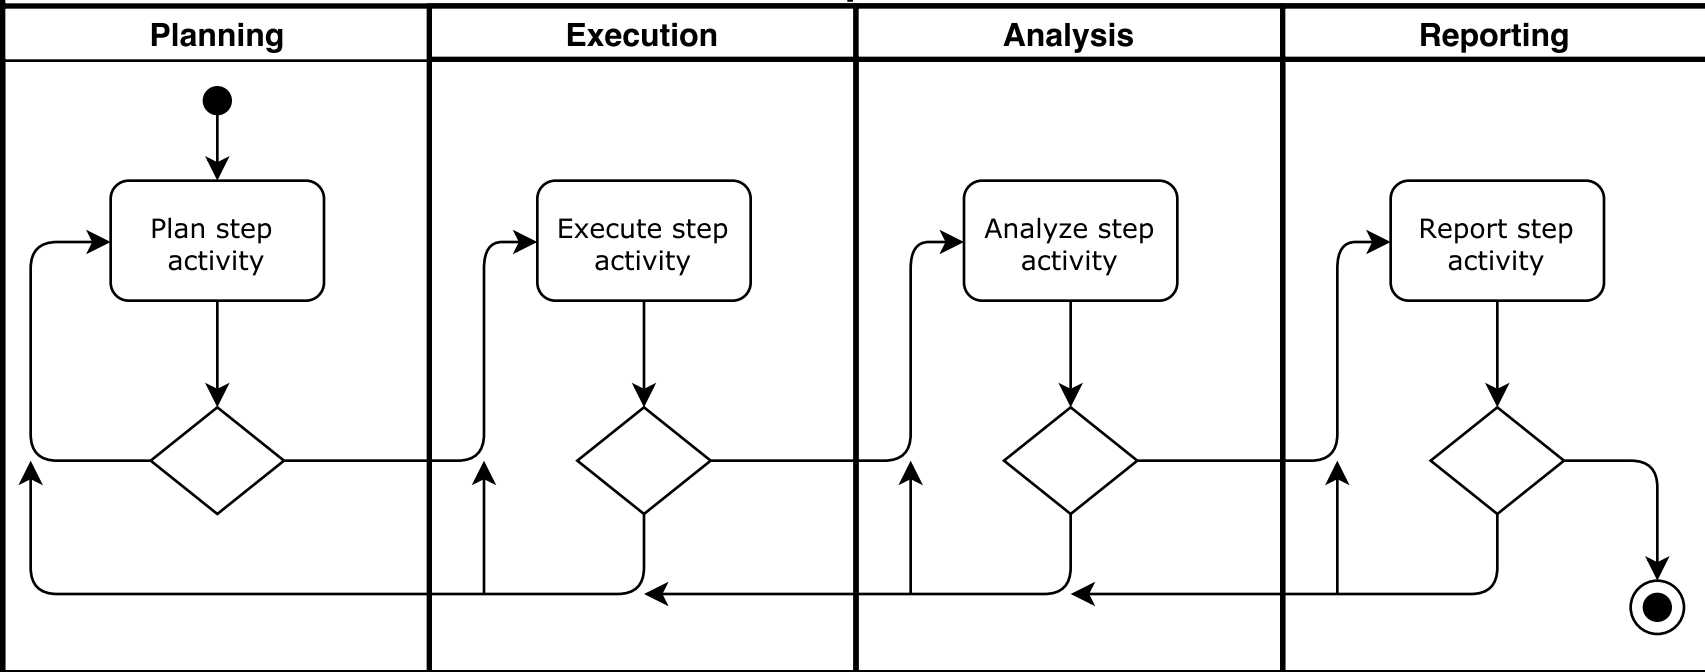 Planning
Execution
Analysis
Reporting
Plan step
activity
Execute step
activity
Analyze step
activity
Report step
activity